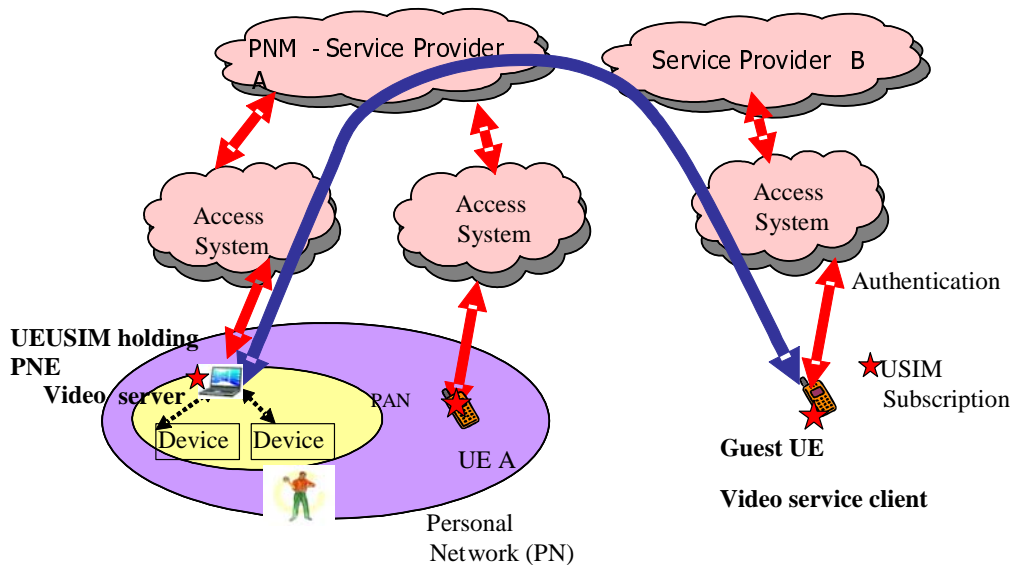 PNM - Service Provider
A
Service Provider B
Access
System
Access
System
Access
System
Authentication
UEUSIM holding
PNE
Video server
PAN
Device
Device
UE A
USIM
Subscription
Guest UE
Video service client
Personal
Network (PN)